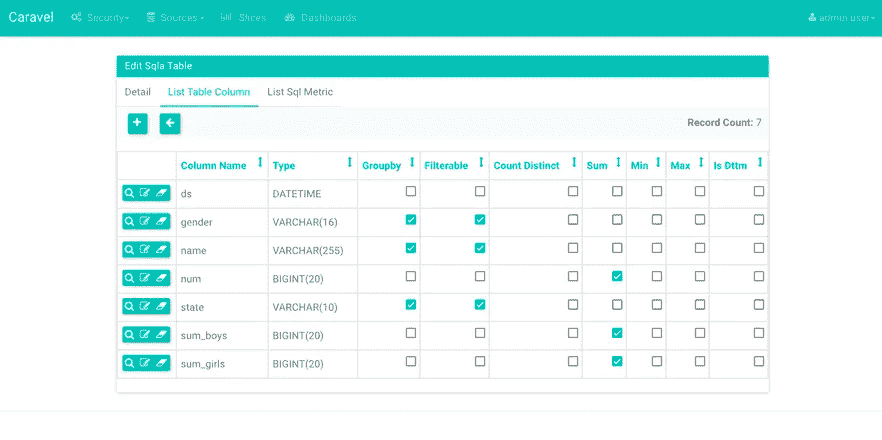 Caravel Security Sources Slices Dashboards admin user
Edit Sqla Table
Detail List Table Column List Sql Metric
Record Count: 7
Column Name Type Groupby Filterable Count Distinct Sum Min Max Is Dttm
ds DATETIME
gender VARCHAR(16)
name VARCHAR(255)
num BIGINT(20)
state VARCHAR(10)
sum_boys BIGINT(20)
sum_girls BIGINT(20)